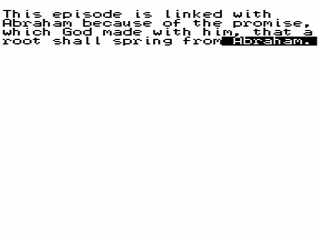 This episode is linked with
Abraham because of the promise,
which God made with him, that a
root shall spring from Abraham.